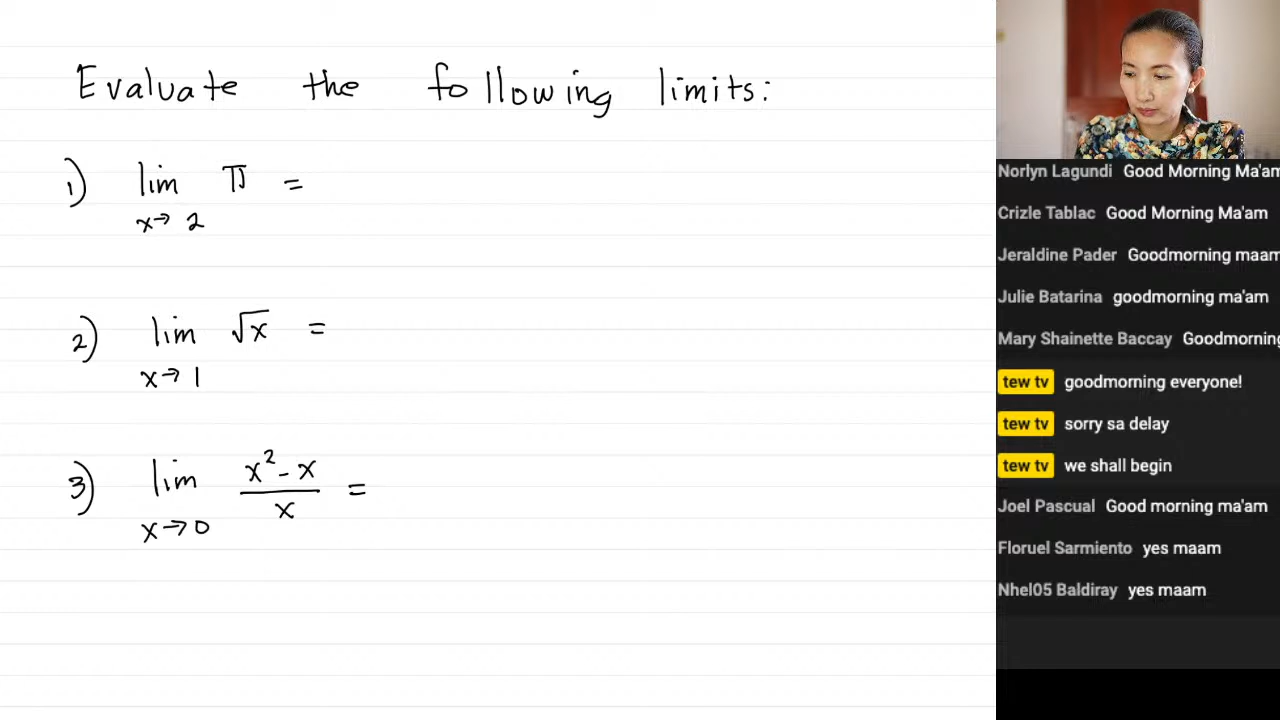 Evaluate the following limits:
1) lim π =
x→2
2) lim √x =
x→1
3) lim x²-x / x =
x→0
Norlyn Lagundi Good Morning Ma'am
Crizle Tablac Good Morning Ma'am
Jeraldine Pader Goodmorning maam
Julie Batarina goodmorning ma'am
Mary Shainette Baccay Goodmorning
tew tv goodmorning everyone!
tew tv sorry sa delay
tew tv we shall begin
Joel Pascual Good morning ma'am
Floruel Sarmiento yes maam
Nhel05 Baldiray yes maam